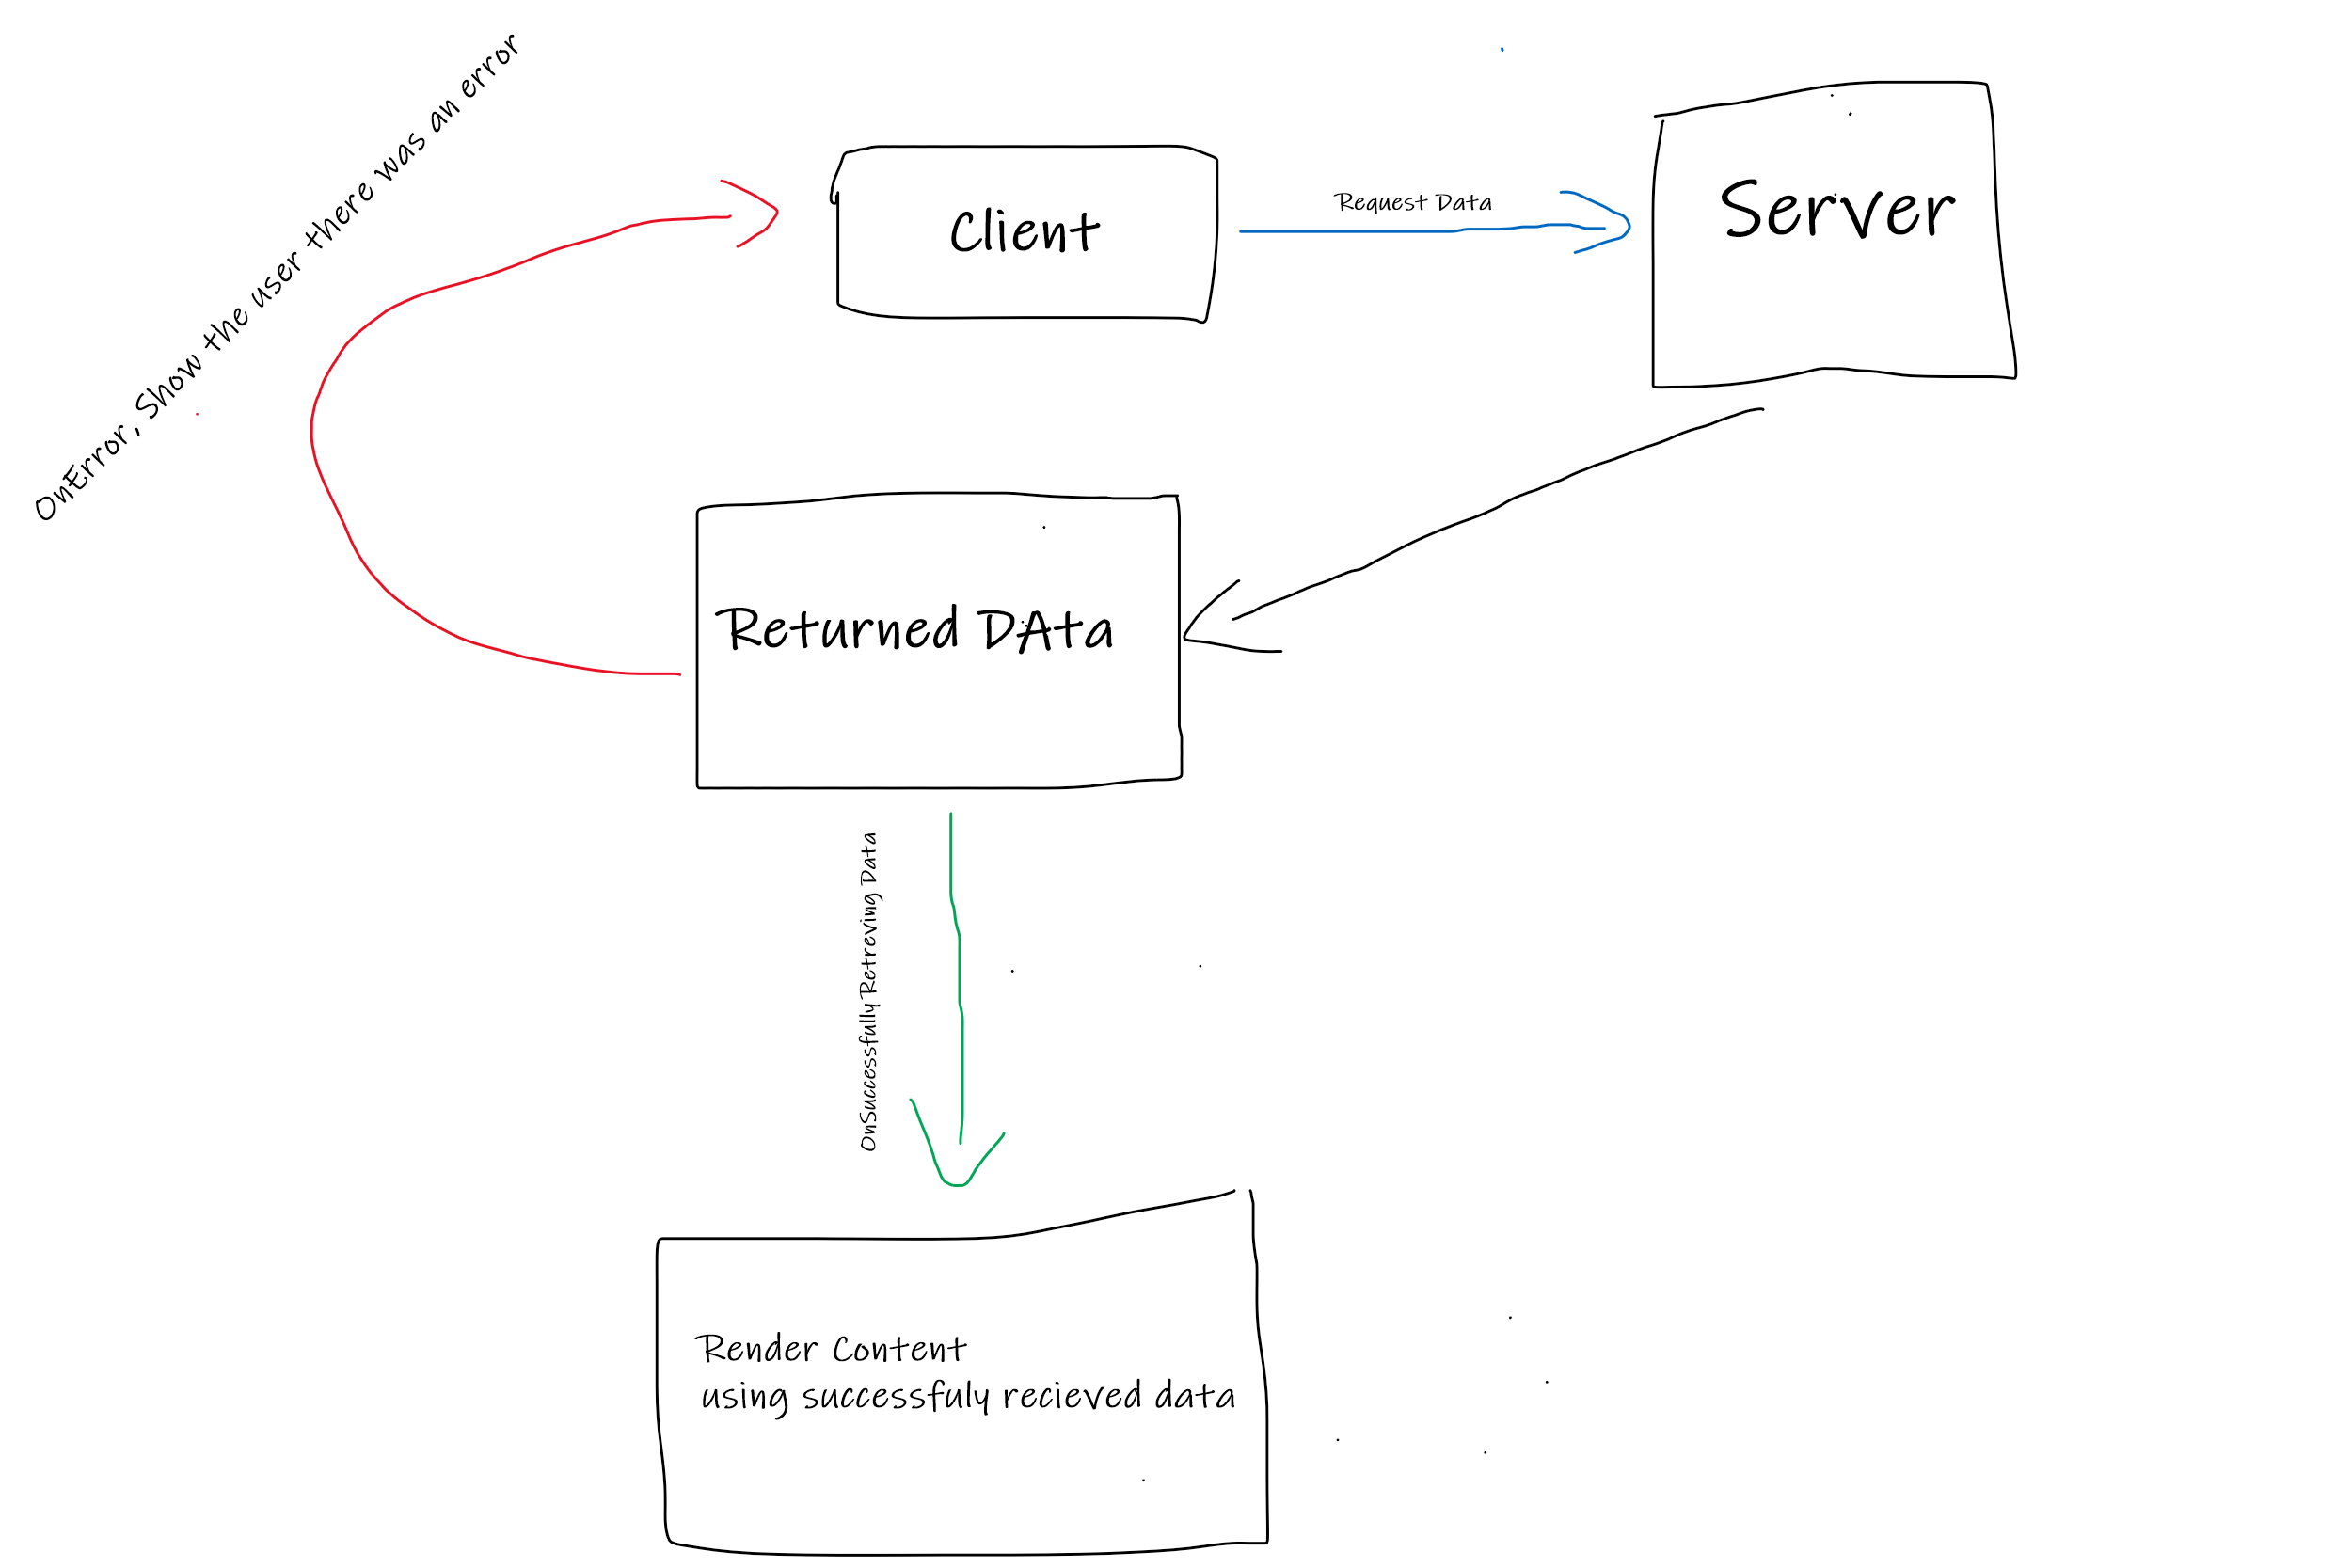 OnError, Show the user there was an error
Client
Request Data
Server
Returned DAta
OnSuccessfully Retreving Data
Render Content
using successfuly recieved data